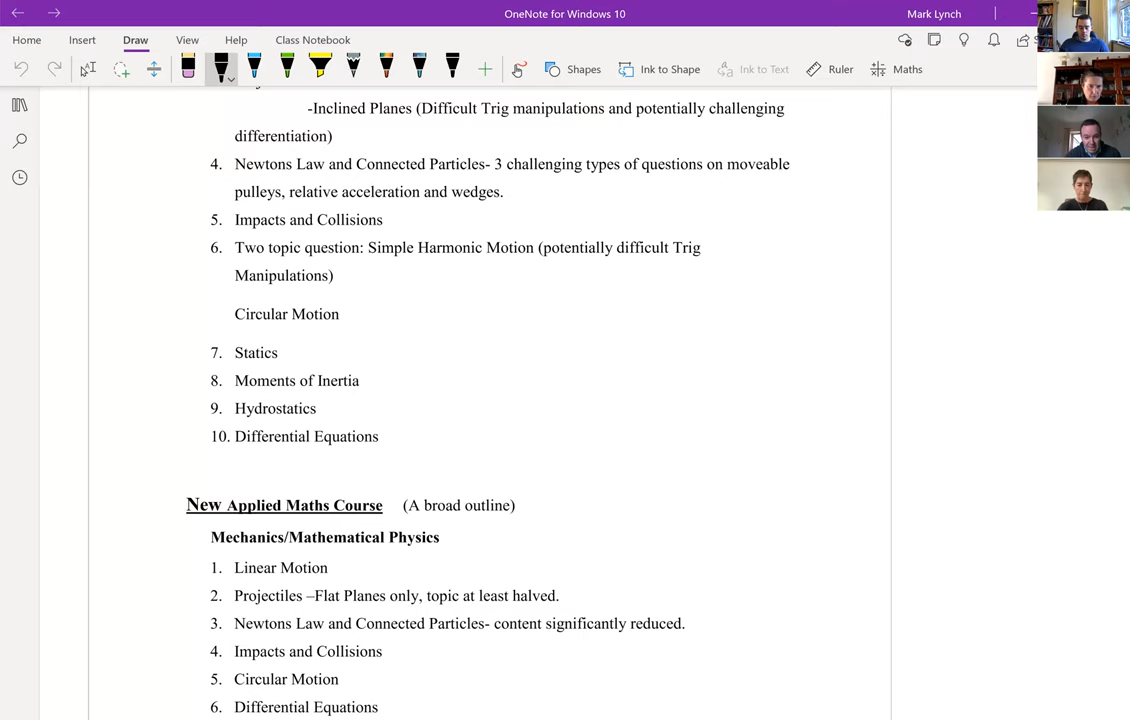 OneNote for Windows 10
Mark Lynch
Home Insert Draw View Help Class Notebook
Shapes Ink to Shape Ink to Text Ruler Maths
-Inclined Planes (Difficult Trig manipulations and potentially challenging
differentiation)
4. Newtons Law and Connected Particles- 3 challenging types of questions on moveable
pulleys, relative acceleration and wedges.
5. Impacts and Collisions
6. Two topic question: Simple Harmonic Motion (potentially difficult Trig
Manipulations)
Circular Motion
7. Statics
8. Moments of Inertia
9. Hydrostatics
10. Differential Equations
New Applied Maths Course (A broad outline)
Mechanics/Mathematical Physics
1. Linear Motion
2. Projectiles –Flat Planes only, topic at least halved.
3. Newtons Law and Connected Particles- content significantly reduced.
4. Impacts and Collisions
5. Circular Motion
6. Differential Equations